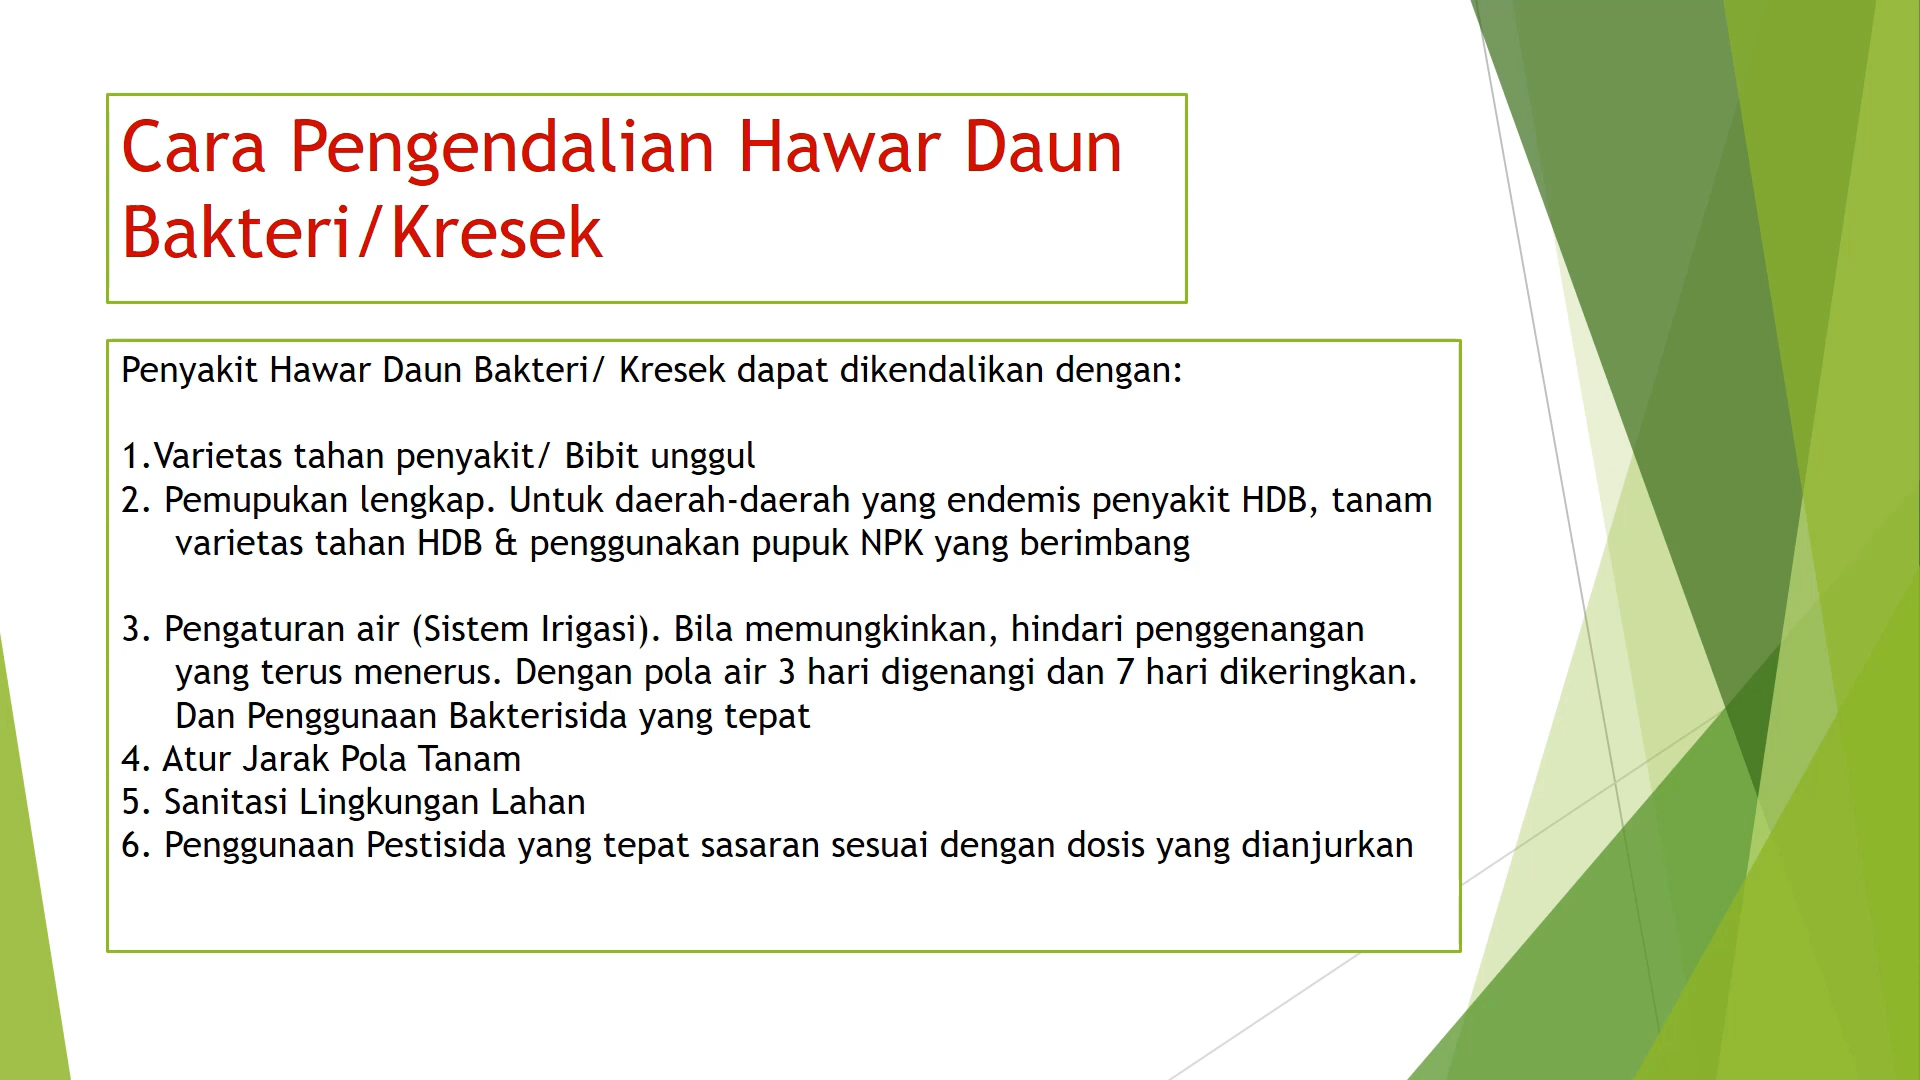 Cara Pengendalian Hawar Daun
Bakteri/Kresek
Penyakit Hawar Daun Bakteri/ Kresek dapat dikendalikan dengan:
1.Varietas tahan penyakit/ Bibit unggul
2. Pemupukan lengkap. Untuk daerah-daerah yang endemis penyakit HDB, tanam
varietas tahan HDB & penggunakan pupuk NPK yang berimbang
3. Pengaturan air (Sistem Irigasi). Bila memungkinkan, hindari penggenangan
yang terus menerus. Dengan pola air 3 hari digenangi dan 7 hari dikeringkan.
Dan Penggunaan Bakterisida yang tepat
4. Atur Jarak Pola Tanam
5. Sanitasi Lingkungan Lahan
6. Penggunaan Pestisida yang tepat sasaran sesuai dengan dosis yang dianjurkan